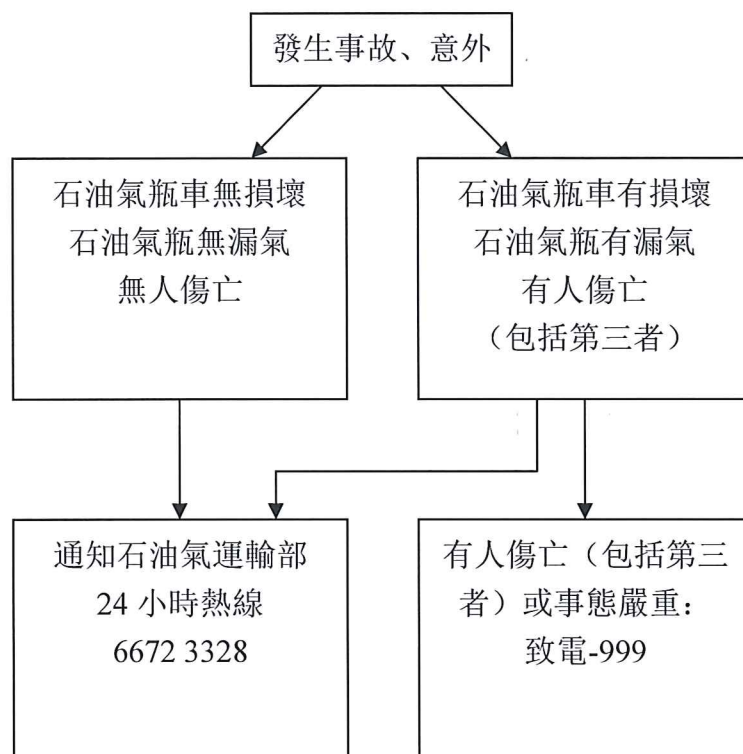 發生事故、意外
石油氣瓶車無損壞
石油氣瓶無漏氣
無人傷亡
石油氣瓶車有損壞
石油氣瓶有漏氣
有人傷亡
（包括第三者）
通知石油氣運輸部
24 小時熱線
6672 3328
有人傷亡（包括第三
者）或事態嚴重：
致電-999